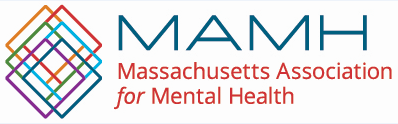 MAMH
Massachusetts Association
for Mental Health